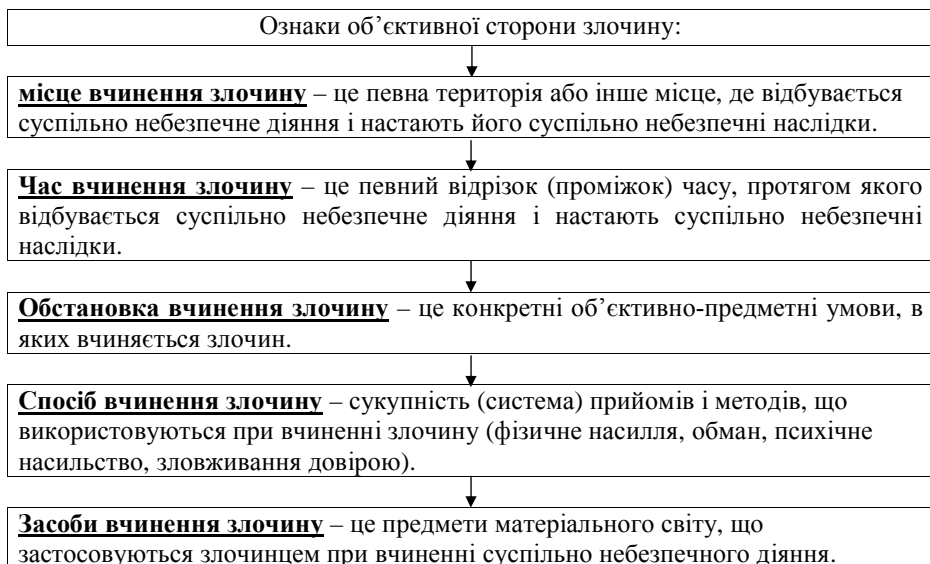 Ознаки об’єктивної сторони злочину:
місце вчинення злочину – це певна територія або інше місце, де відбувається
суспільно небезпечне діяння і настають його суспільно небезпечні наслідки.
Час вчинення злочину – це певний відрізок (проміжок) часу, протягом якого
відбувається суспільно небезпечне діяння і настають суспільно небезпечні
наслідки.
Обстановка вчинення злочину – це конкретні об’єктивно-предметні умови, в
яких вчиняється злочин.
Спосіб вчинення злочину – сукупність (система) прийомів і методів, що
використовуються при вчиненні злочину (фізичне насилля, обман, психічне
насильство, зловживання довірою).
Засоби вчинення злочину – це предмети матеріального світу, що
застосовуються злочинцем при вчиненні суспільно небезпечного діяння.